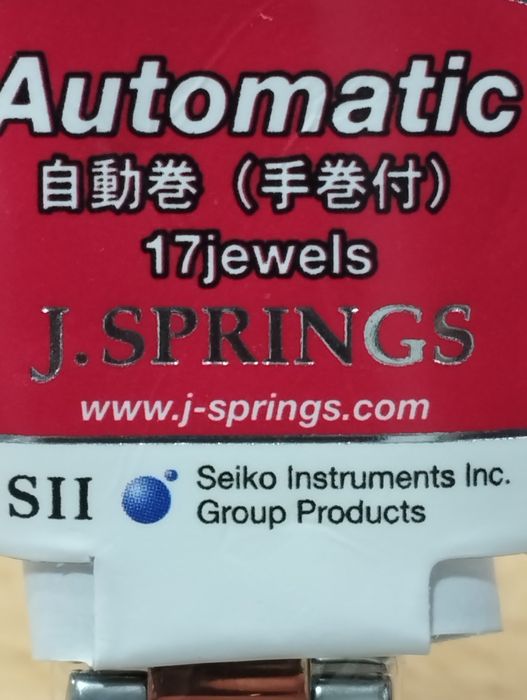 Automatic
自動巻（手巻付）
17jewels
J.SPRINGS
www.j-springs.com
SII
Seiko Instruments Inc.
Group Products